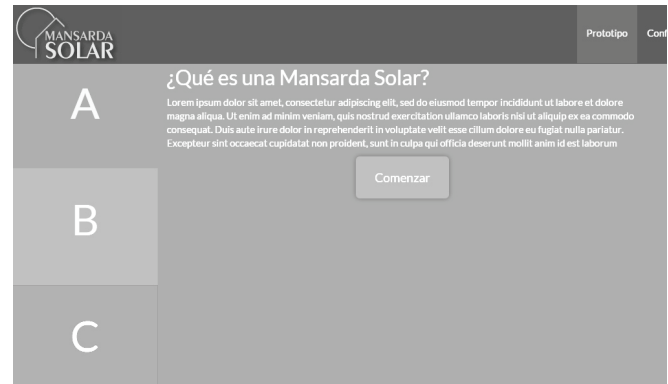 MANSARDA
SOLAR
Prototipo
Conf
A
B
C
¿Qué es una Mansarda Solar?
Lorem ipsum dolor sit amet, consectetur adipiscing elit, sed do eiusmod tempor incididunt ut labore et dolore
magna aliqua. Ut enim ad minim veniam, quis nostrud exercitation ullamco laboris nisi ut aliquip ex ea commodo
consequat. Duis aute irure dolor in reprehenderit in voluptate velit esse cillum dolore eu fugiat nulla pariatur.
Excepteur sint occaecat cupidatat non proident, sunt in culpa qui officia deserunt mollit anim id est laborum
Comenzar